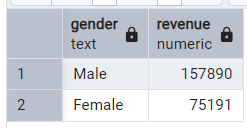 gender revenue
text numeric
1 Male 157890
2 Female 75191